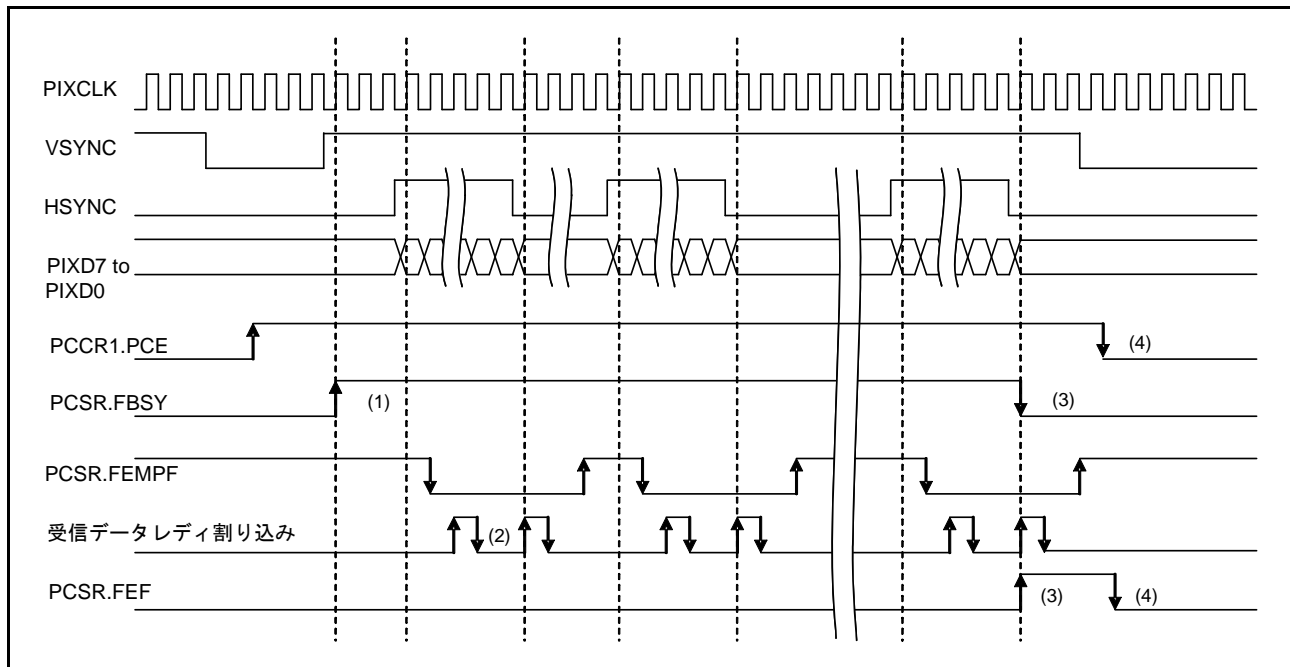 PIXCLK
VSYNC
HSYNC
PIXD7 to
PIXD0
PCCR1.PCE
(4)
PCSR.FBSY
(1)
(3)
PCSR.FEMPF
受信データレディ割り込み
(2)
PCSR.FEF
(3)
(4)